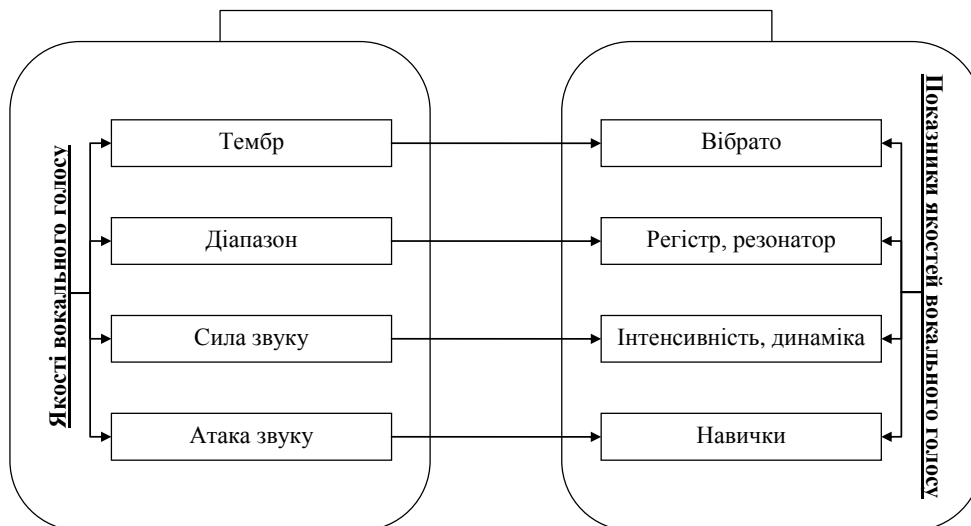 Якості вокального голосу
Тембр
Діапазон
Сила звуку
Атака звуку
Вібрато
Регістр, резонатор
Інтенсивність, динаміка
Навички
Показники якостей вокального голосу